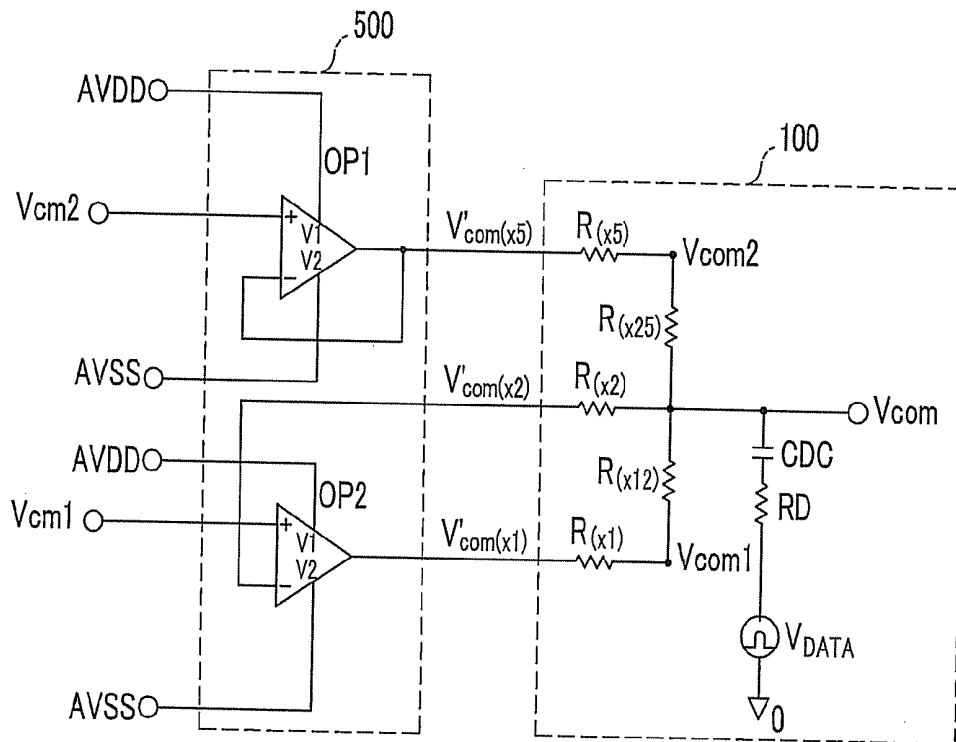 500
AVDD
OP1
100
Vcm2
+
V1
V2
−
V'com(x5)
R(x5)
Vcom2
R(x25)
AVSS
V'com(x2)
R(x2)
Vcom
AVDD
CDC
OP2
R(x12)
RD
Vcm1
+
V1
V2
−
V'com(x1)
R(x1)
Vcom1
VDATA
AVSS
0